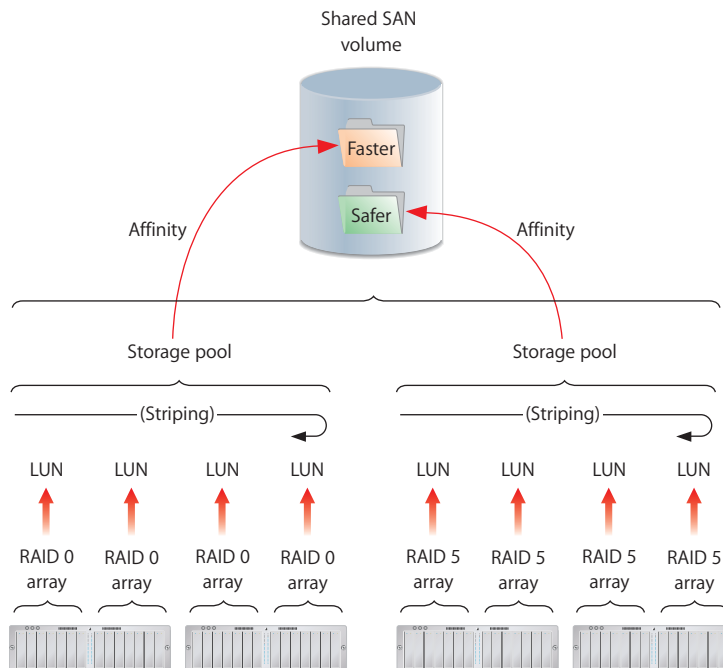 Shared SAN
volume
Faster
Safer
Affinity
Affinity
Storage pool
Storage pool
(Striping)
(Striping)
LUN
LUN
LUN
LUN
LUN
LUN
LUN
LUN
RAID 0
array
RAID 0
array
RAID 0
array
RAID 0
array
RAID 5
array
RAID 5
array
RAID 5
array
RAID 5
array